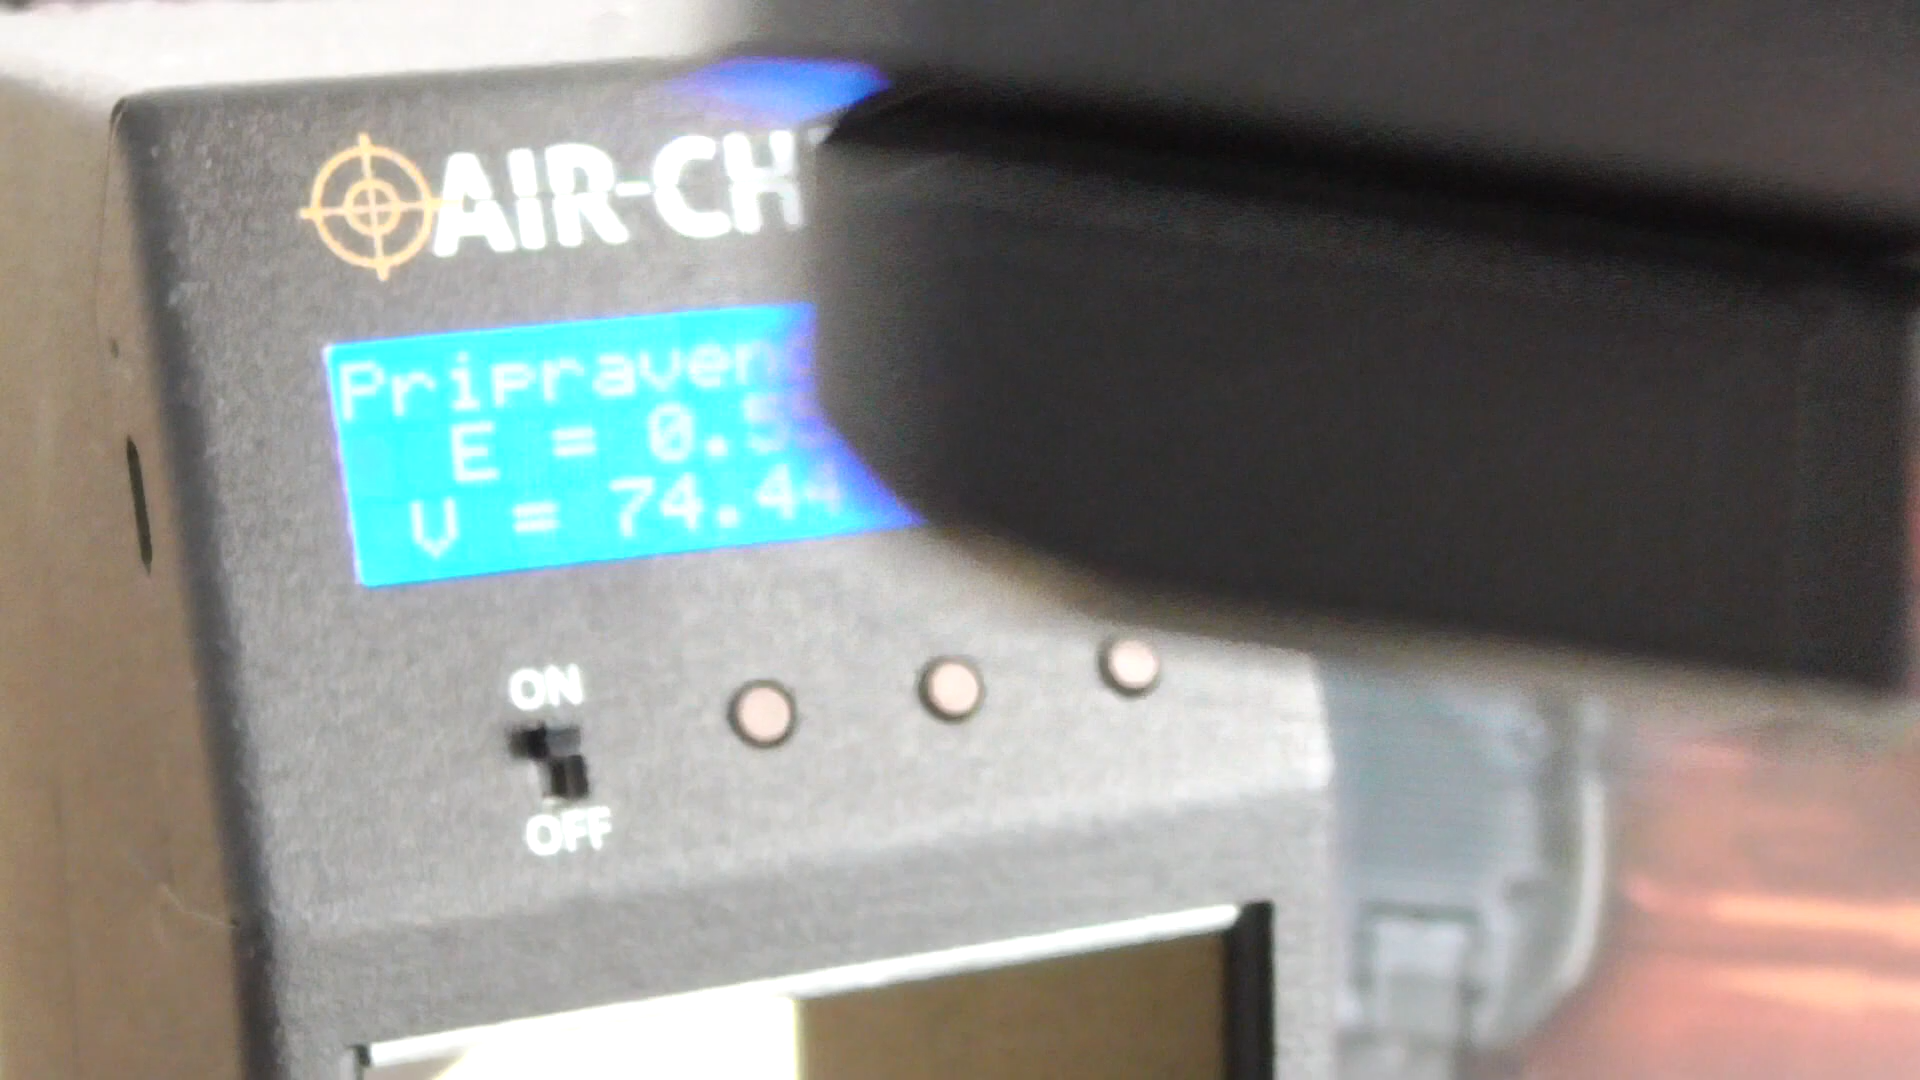 AIR-CH
Pripraven
E = 0.5
V = 74.44
ON
OFF